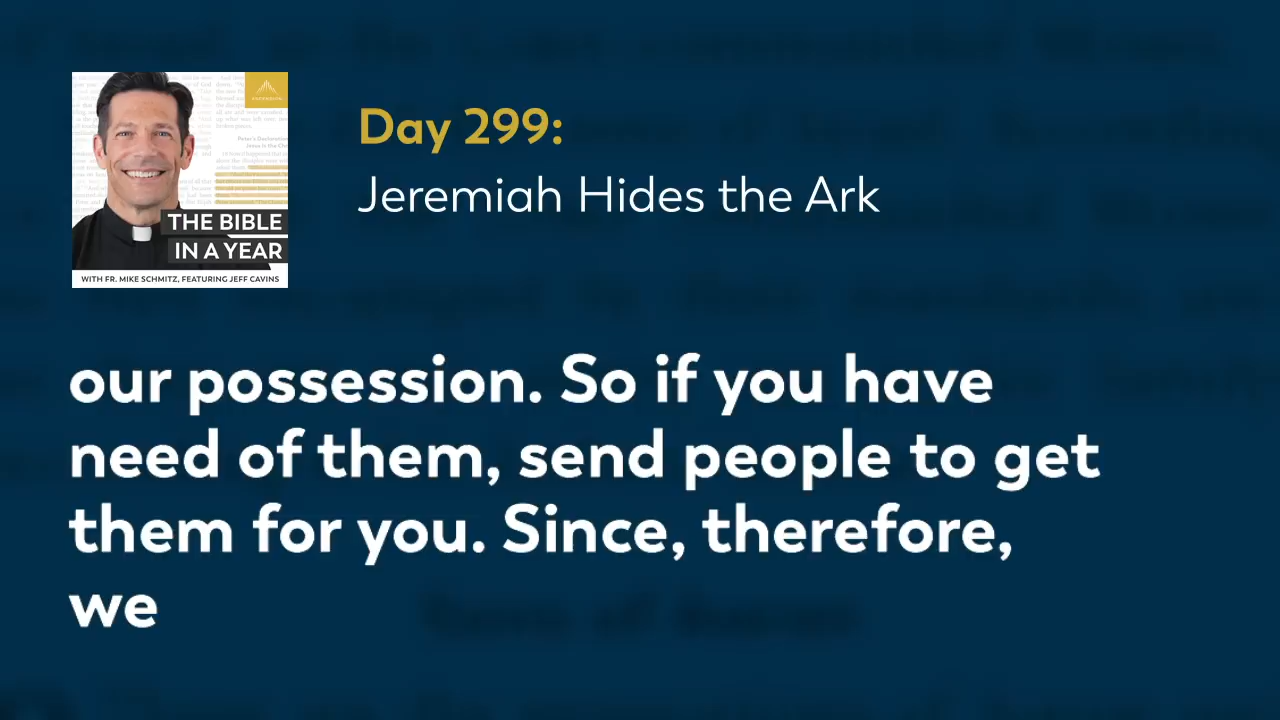 ASCENSION
THE BIBLE
IN A YEAR
WITH FR. MIKE SCHMITZ, FEATURING JEFF CAVINS
Day 299:
Jeremiah Hides the Ark
our possession. So if you have
need of them, send people to get
them for you. Since, therefore,
we